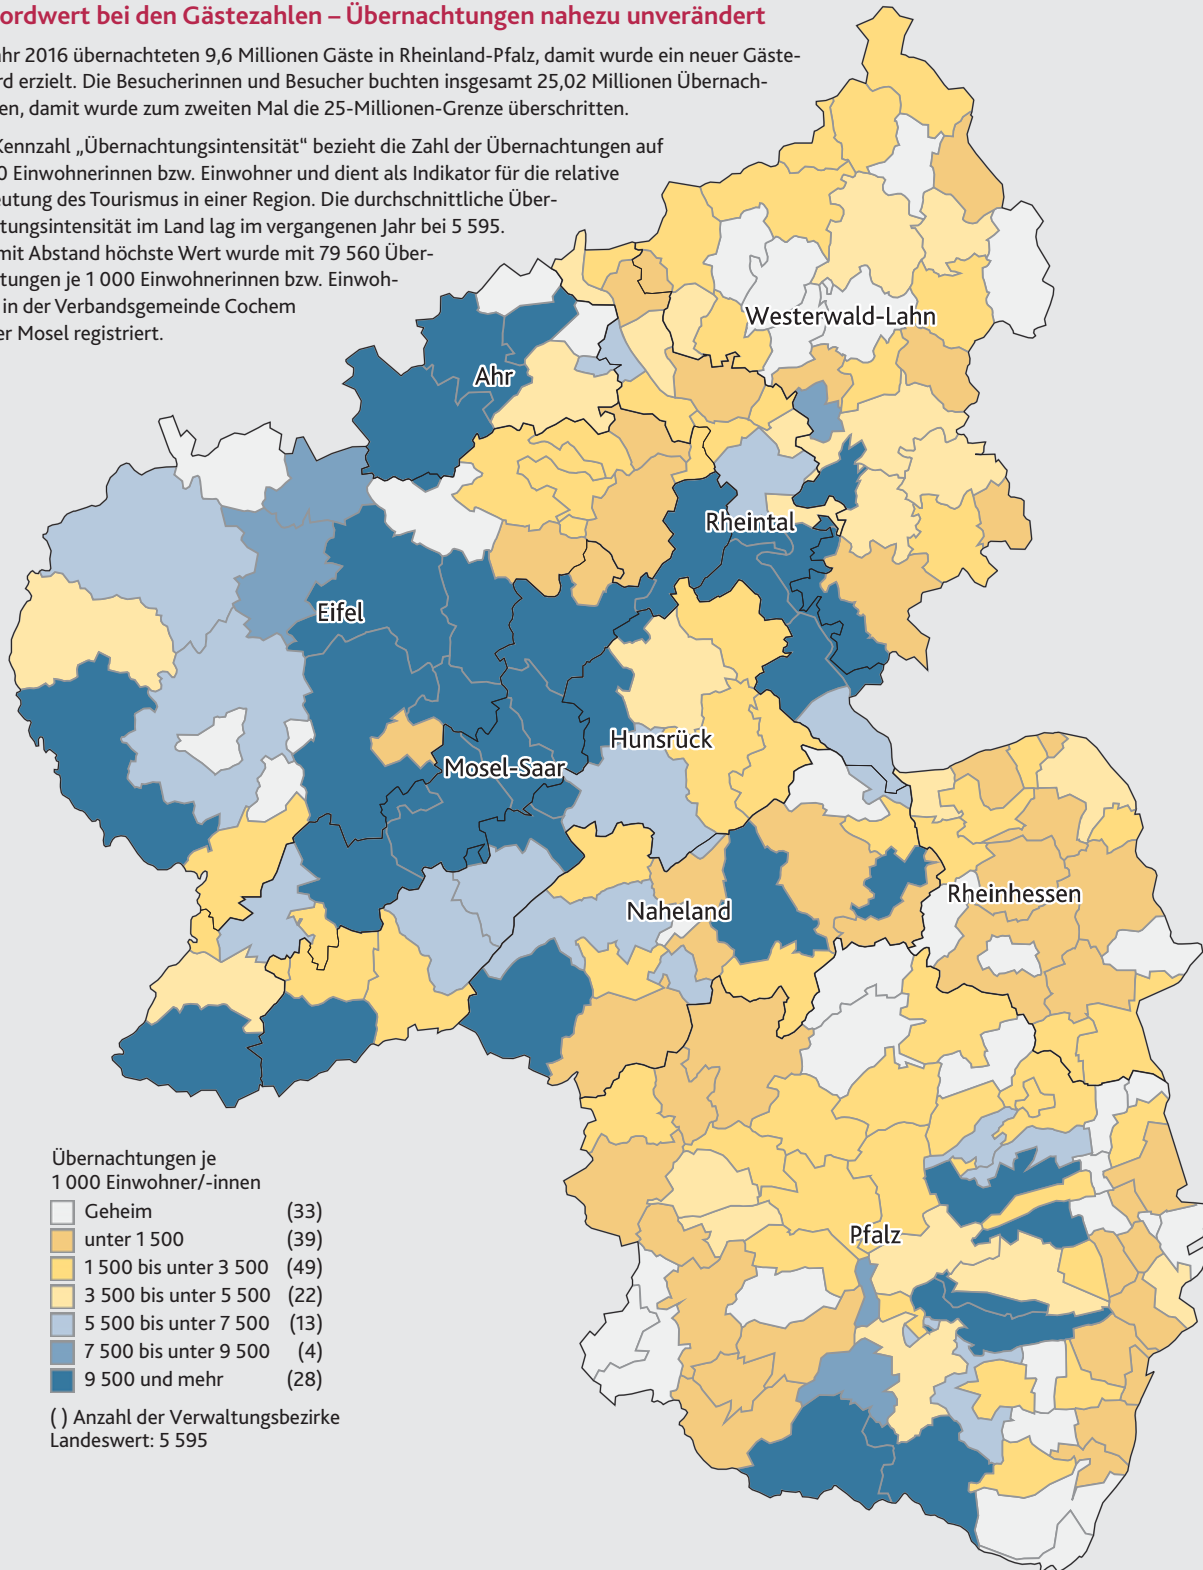 ordwert bei den Gästezahlen – Übernachtungen nahezu unverändert
hr 2016 übernachteten 9,6 Millionen Gäste in Rheinland-Pfalz, damit wurde ein neuer Gäste-
rd erzielt. Die Besucherinnen und Besucher buchten insgesamt 25,02 Millionen Übernach-
en, damit wurde zum zweiten Mal die 25-Millionen-Grenze überschritten.
Kennzahl „Übernachtungsintensität“ bezieht die Zahl der Übernachtungen auf
0 Einwohnerinnen bzw. Einwohner und dient als Indikator für die relative
eutung des Tourismus in einer Region. Die durchschnittliche Über-
tungsintensität im Land lag im vergangenen Jahr bei 5 595.
mit Abstand höchste Wert wurde mit 79 560 Über-
tungen je 1 000 Einwohnerinnen bzw. Einwoh-
in der Verbandsgemeinde Cochem
er Mosel registriert.
Westerwald-Lahn
Ahr
Rheintal
Eifel
Hunsrück
Mosel-Saar
Rheinhessen
Naheland
Pfalz
Übernachtungen je
1 000 Einwohner/-innen
Geheim (33)
unter 1 500 (39)
1 500 bis unter 3 500 (49)
3 500 bis unter 5 500 (22)
5 500 bis unter 7 500 (13)
7 500 bis unter 9 500 (4)
9 500 und mehr (28)
( ) Anzahl der Verwaltungsbezirke
Landeswert: 5 595